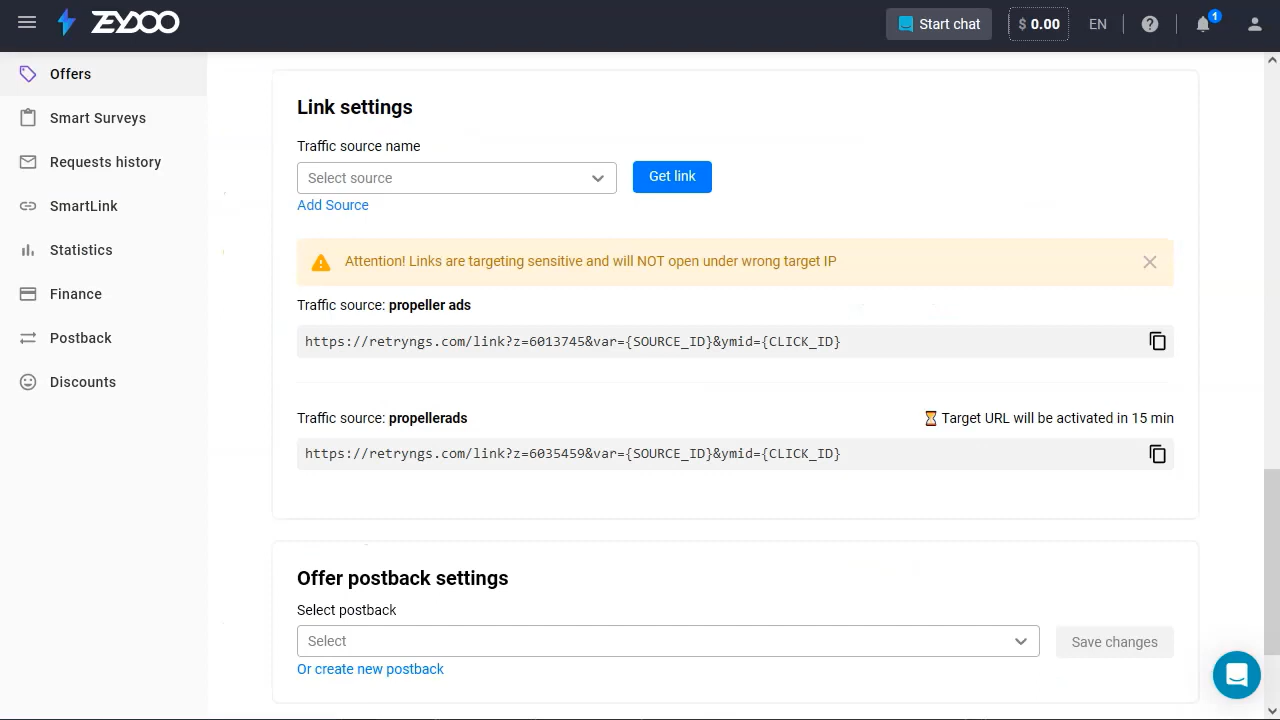 ZEYDOO
Start chat
$ 0.00
EN
1
Offers
Smart Surveys
Requests history
SmartLink
Statistics
Finance
Postback
Discounts
Link settings
Traffic source name
Select source
Get link
Add Source
Attention! Links are targeting sensitive and will NOT open under wrong target IP
Traffic source: propeller ads
https://retryngs.com/link?z=6013745&var={SOURCE_ID}&ymid={CLICK_ID}
Traffic source: propellerads
Target URL will be activated in 15 min
https://retryngs.com/link?z=6035459&var={SOURCE_ID}&ymid={CLICK_ID}
Offer postback settings
Select postback
Select
Save changes
Or create new postback